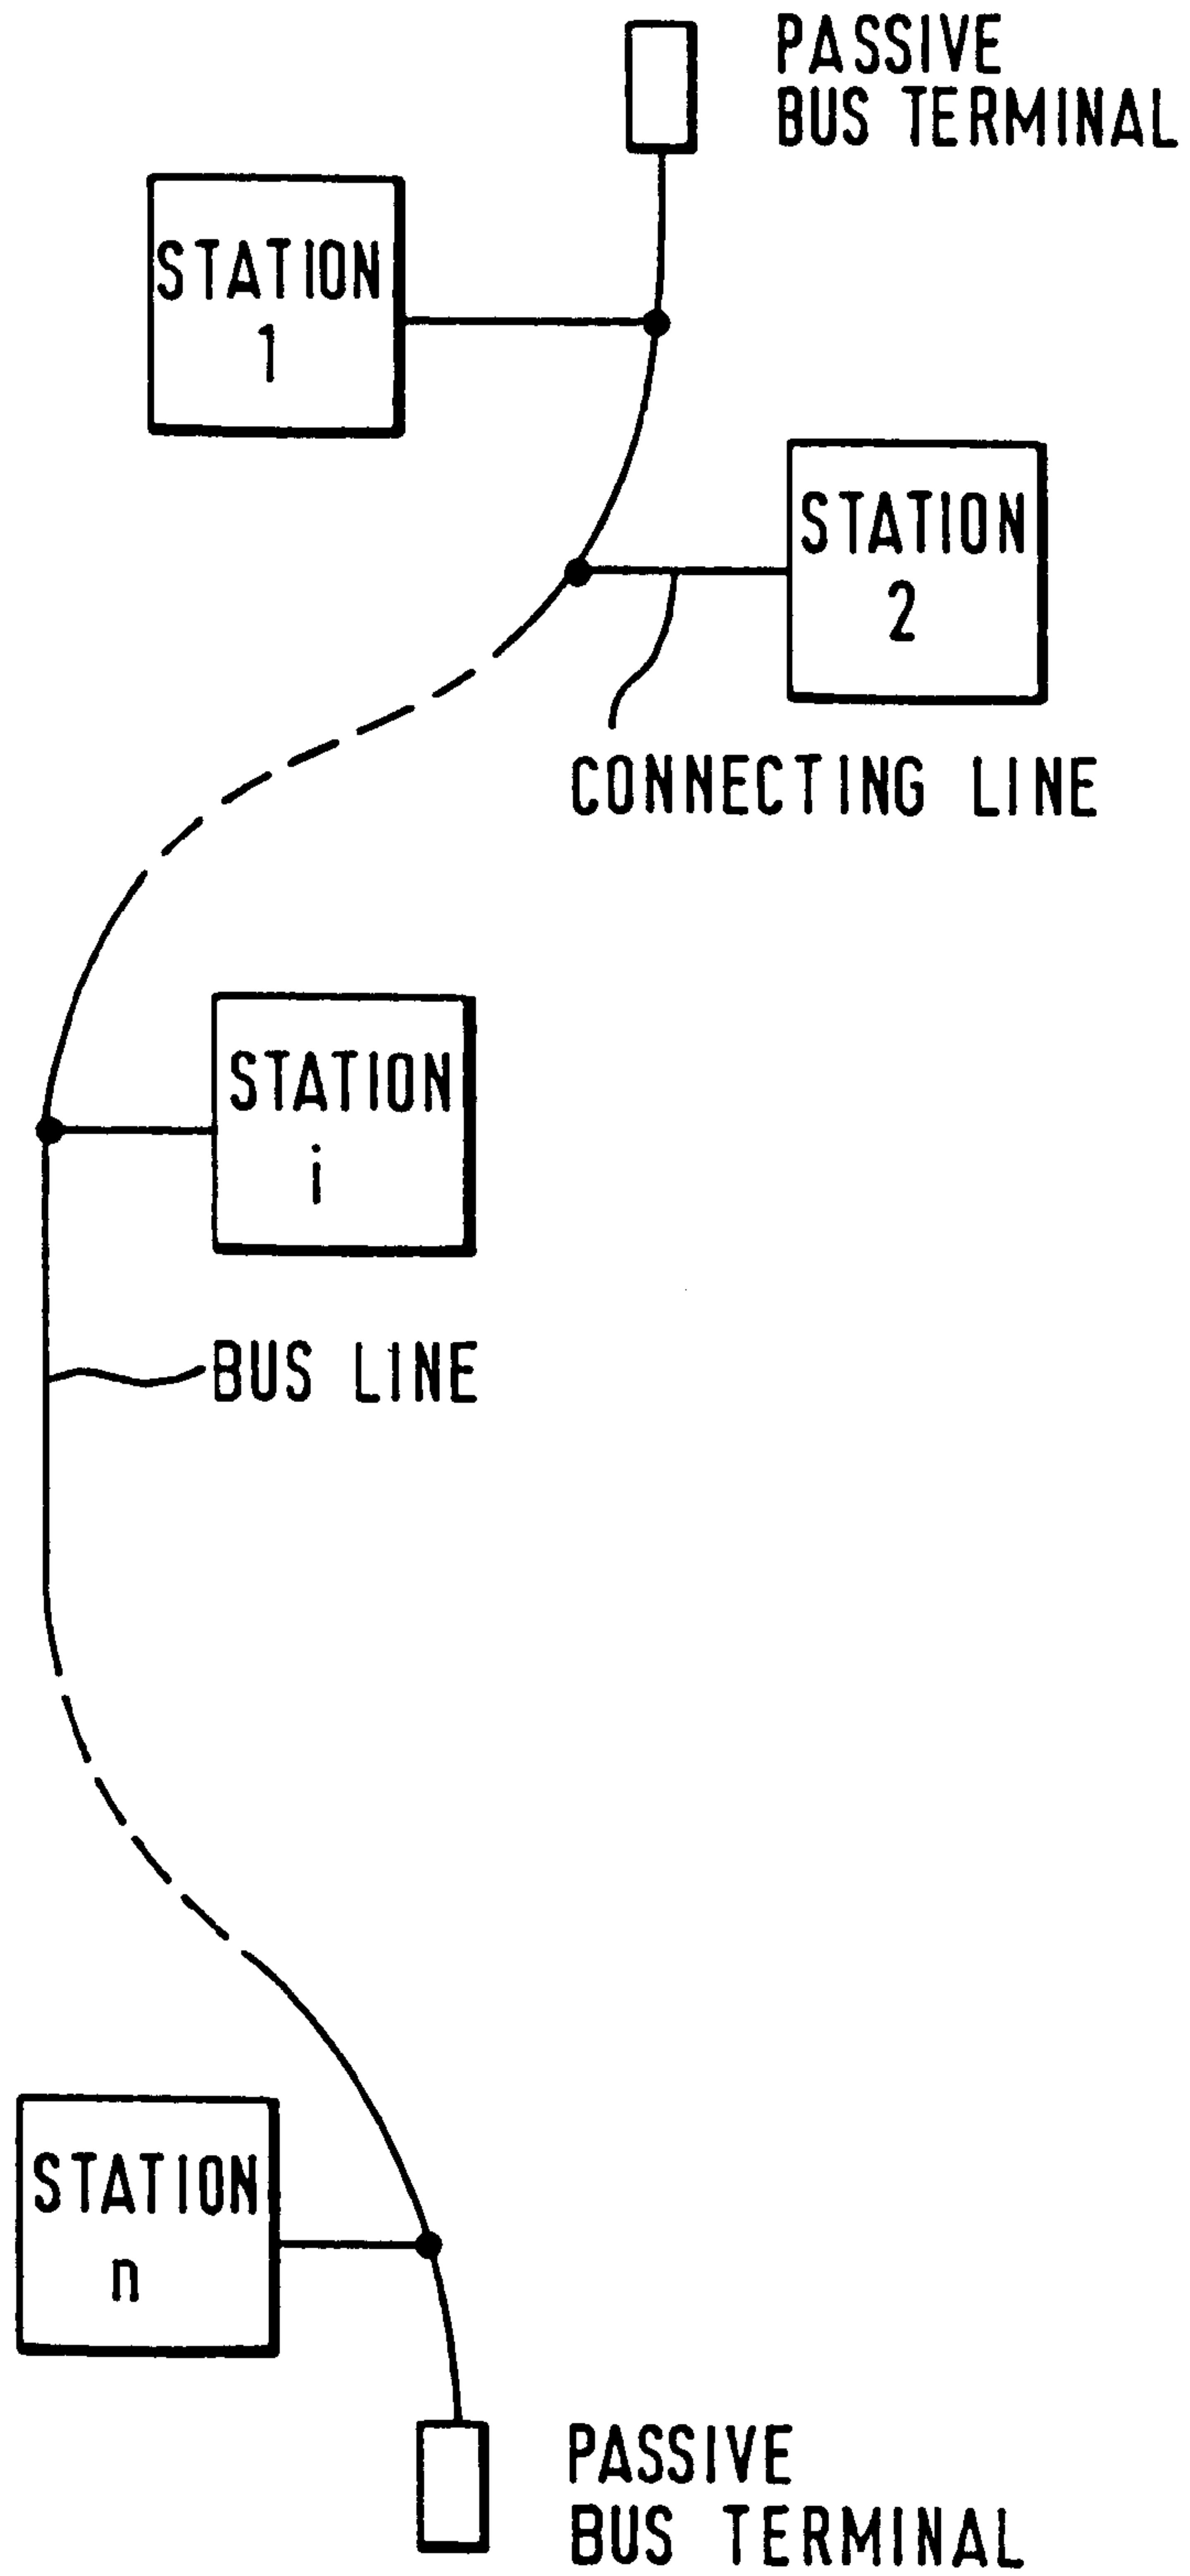 PASSIVE
BUS TERMINAL
STATION
1
STATION
2
CONNECTING LINE
STATION
i
BUS LINE
STATION
n
PASSIVE
BUS TERMINAL